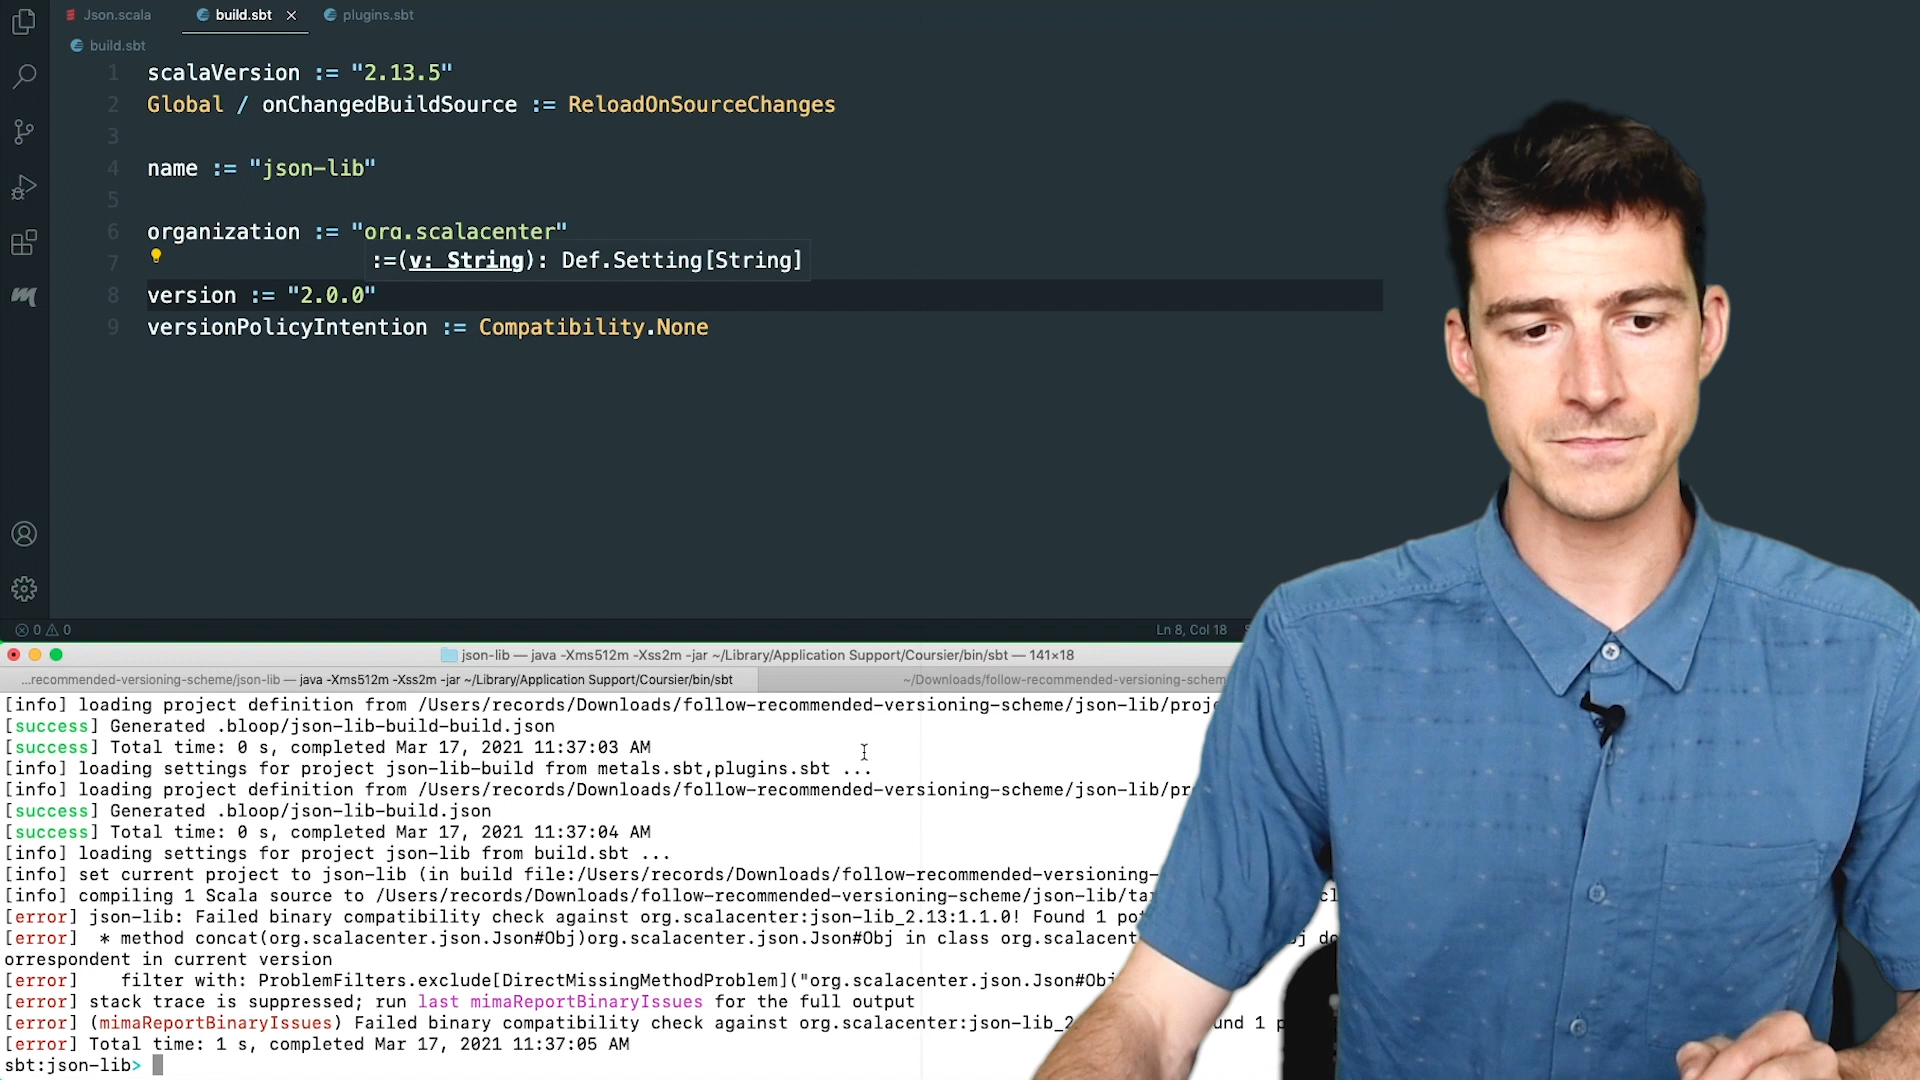 Json.scala
build.sbt
plugins.sbt
build.sbt
1 scalaVersion := "2.13.5"
2 Global / onChangedBuildSource := ReloadOnSourceChanges
3
4 name := "json-lib"
5
6 organization := "org.scalacenter"
7 :=(v: String): Def.Setting[String]
8 version := "2.0.0"
9 versionPolicyIntention := Compatibility.None
0 0
Ln 8, Col 18
json-lib — java -Xms512m -Xss2m -jar ~/Library/Application Support/Coursier/bin/sbt — 141×18
...recommended-versioning-scheme/json-lib — java -Xms512m -Xss2m -jar ~/Library/Application Support/Coursier/bin/sbt
~/Downloads/follow-recommended-versioning-schem
[info] loading project definition from /Users/records/Downloads/follow-recommended-versioning-scheme/json-lib/proj
[success] Generated .bloop/json-lib-build-build.json
[success] Total time: 0 s, completed Mar 17, 2021 11:37:03 AM
[info] loading settings for project json-lib-build from metals.sbt,plugins.sbt ...
[info] loading project definition from /Users/records/Downloads/follow-recommended-versioning-scheme/json-lib/pr
[success] Generated .bloop/json-lib-build.json
[success] Total time: 0 s, completed Mar 17, 2021 11:37:04 AM
[info] loading settings for project json-lib from build.sbt ...
[info] set current project to json-lib (in build file:/Users/records/Downloads/follow-recommended-versioning-
[info] compiling 1 Scala source to /Users/records/Downloads/follow-recommended-versioning-scheme/json-lib/tar cl
[error] json-lib: Failed binary compatibility check against org.scalacenter:json-lib_2.13:1.1.0! Found 1 pot
[error]  * method concat(org.scalacenter.json.Json#Obj)org.scalacenter.json.Json#Obj in class org.scalacent j do
orrespondent in current version
[error]    filter with: ProblemFilters.exclude[DirectMissingMethodProblem]("org.scalacenter.json.Json#Obj
[error] stack trace is suppressed; run last mimaReportBinaryIssues for the full output
[error] (mimaReportBinaryIssues) Failed binary compatibility check against org.scalacenter:json-lib_2 und 1 p
[error] Total time: 1 s, completed Mar 17, 2021 11:37:05 AM
sbt:json-lib>